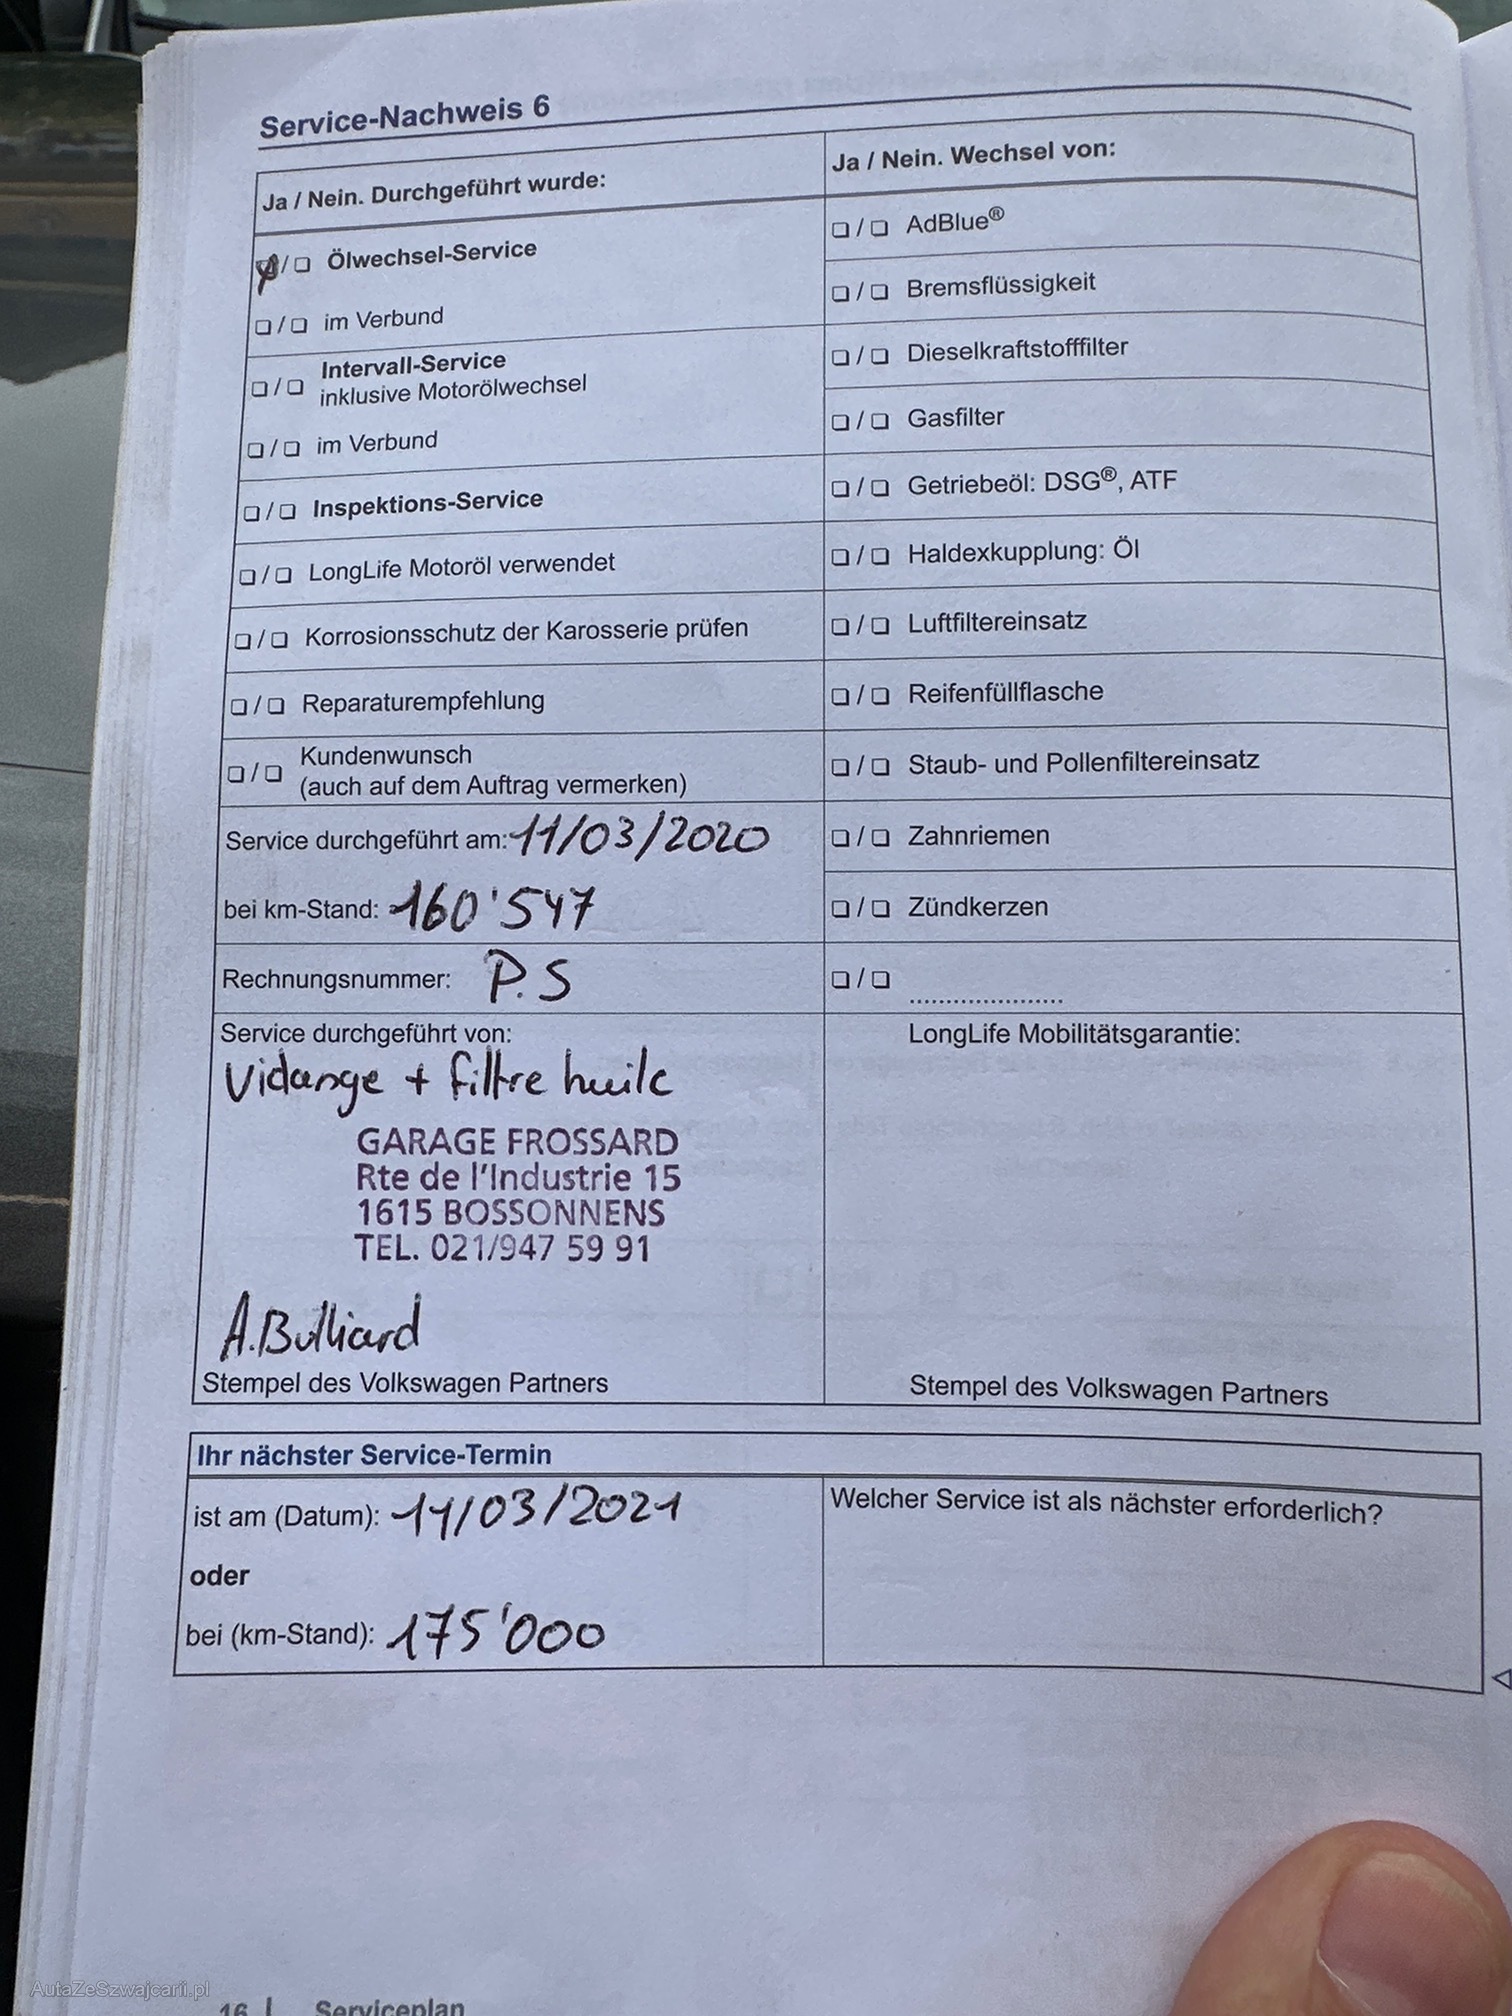 Service-Nachweis 6
Ja / Nein. Durchgeführt wurde:
❏ / ❏ Ölwechsel-Service
❏ / ❏ im Verbund
❏ / ❏ Intervall-Service
inklusive Motorölwechsel
❏ / ❏ im Verbund
❏ / ❏ Inspektions-Service
❏ / ❏ LongLife Motoröl verwendet
❏ / ❏ Korrosionsschutz der Karosserie prüfen
❏ / ❏ Reparaturempfehlung
❏ / ❏ Kundenwunsch
(auch auf dem Auftrag vermerken)
Service durchgeführt am: 11/03/2020
bei km-Stand: 160'547
Rechnungsnummer: P.S
Service durchgeführt von:
Vidange + filtre huile
GARAGE FROSSARD
Rte de l'Industrie 15
1615 BOSSONNENS
TEL. 021/947 59 91
A.Bulliard
Stempel des Volkswagen Partners
Ja / Nein. Wechsel von:
❏ / ❏ AdBlue®
❏ / ❏ Bremsflüssigkeit
❏ / ❏ Dieselkraftstofffilter
❏ / ❏ Gasfilter
❏ / ❏ Getriebeöl: DSG®, ATF
❏ / ❏ Haldexkupplung: Öl
❏ / ❏ Luftfiltereinsatz
❏ / ❏ Reifenfüllflasche
❏ / ❏ Staub- und Pollenfiltereinsatz
❏ / ❏ Zahnriemen
❏ / ❏ Zündkerzen
❏ / ❏ .....................
LongLife Mobilitätsgarantie:
Stempel des Volkswagen Partners
Ihr nächster Service-Termin
ist am (Datum): 11/03/2021
oder
bei (km-Stand): 175'000
Welcher Service ist als nächster erforderlich?
16 | Serviceplan
AutaZeSzwajcarii.pl